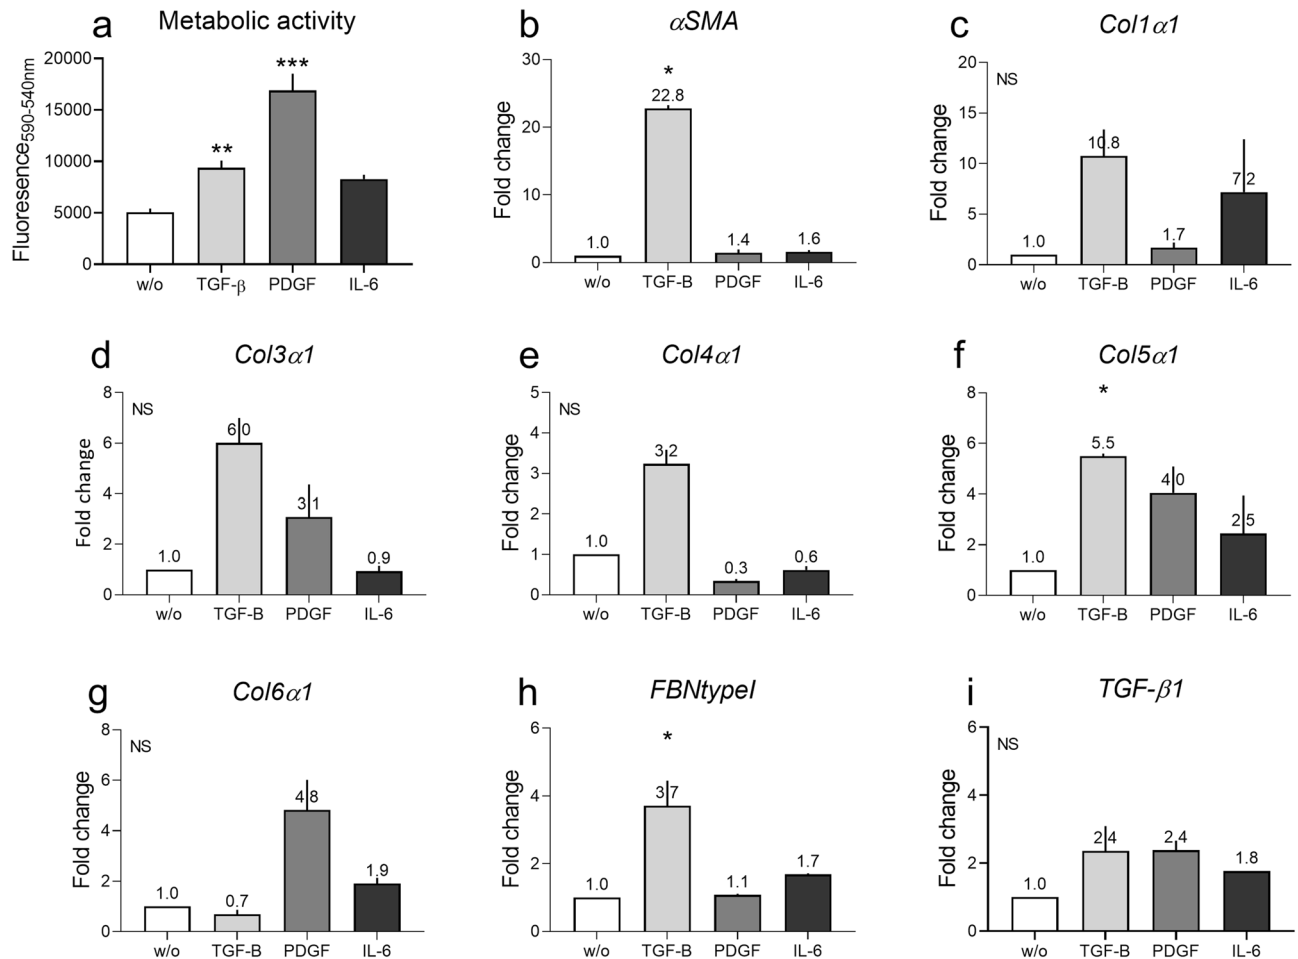 a Metabolic activity
Fluoresence590-540nm
20000
15000
10000
5000
0
**
***
w/o TGF-β PDGF IL-6
b αSMA
Fold change
30
20
10
0
*
1.0 22.8 1.4 1.6
w/o TGF-B PDGF IL-6
c Col1α1
Fold change
20
15
10
5
0
NS
1.0 10.8 1.7 7.2
w/o TGF-B PDGF IL-6
d Col3α1
Fold change
8
6
4
2
0
NS
1.0 6.0 3.1 0.9
w/o TGF-B PDGF IL-6
e Col4α1
Fold change
5
4
3
2
1
0
NS
1.0 3.2 0.3 0.6
w/o TGF-B PDGF IL-6
f Col5α1
Fold change
8
6
4
2
0
*
1.0 5.5 4.0 2.5
w/o TGF-B PDGF IL-6
g Col6α1
Fold change
8
6
4
2
0
NS
1.0 0.7 4.8 1.9
w/o TGF-B PDGF IL-6
h FBNtypeI
Fold change
6
4
2
0
*
1.0 3.7 1.1 1.7
w/o TGF-B PDGF IL-6
i TGF-β1
Fold change
6
4
2
0
NS
1.0 2.4 2.4 1.8
w/o TGF-B PDGF IL-6